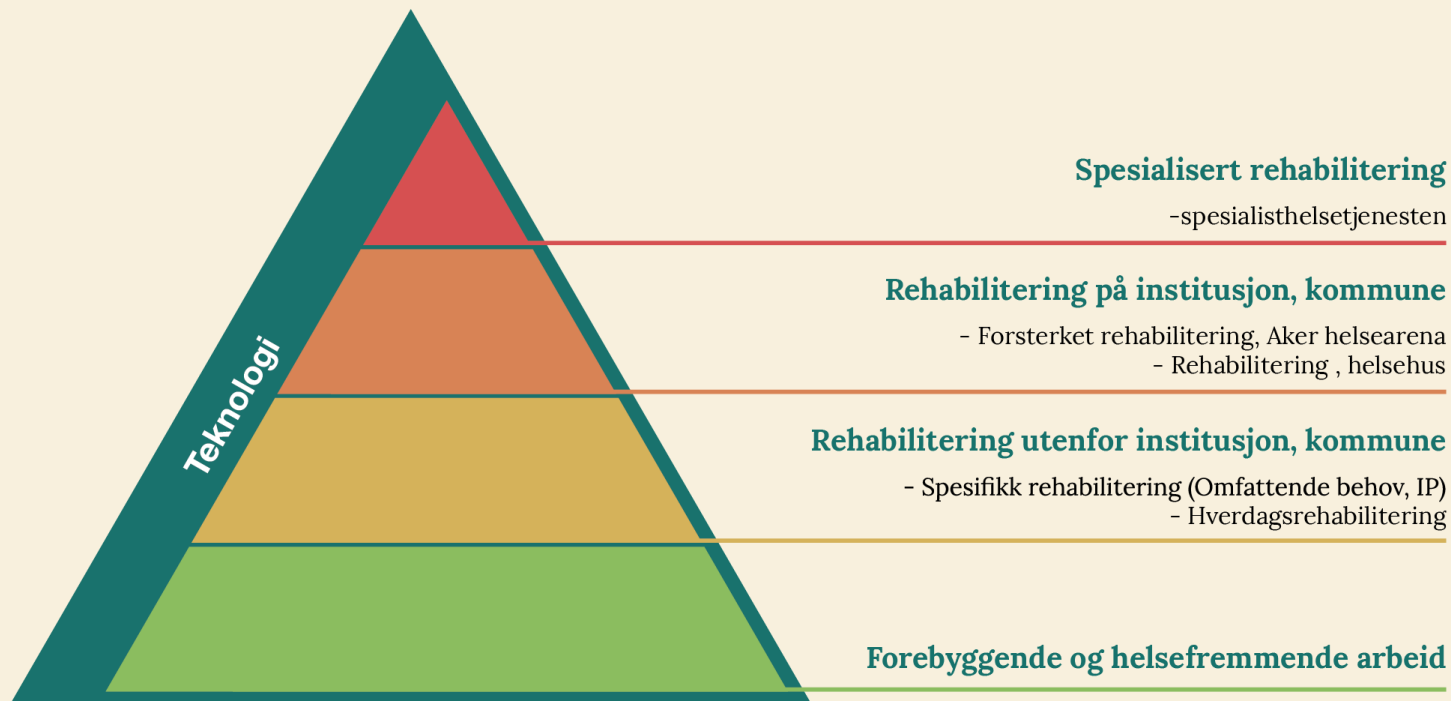 Teknologi
Spesialisert rehabilitering
-spesialisthelsetjenesten
Rehabilitering på institusjon, kommune
- Forsterket rehabilitering, Aker helsearena
- Rehabilitering , helsehus
Rehabilitering utenfor institusjon, kommune
- Spesifikk rehabilitering (Omfattende behov, IP)
- Hverdagsrehabilitering
Forebyggende og helsefremmende arbeid